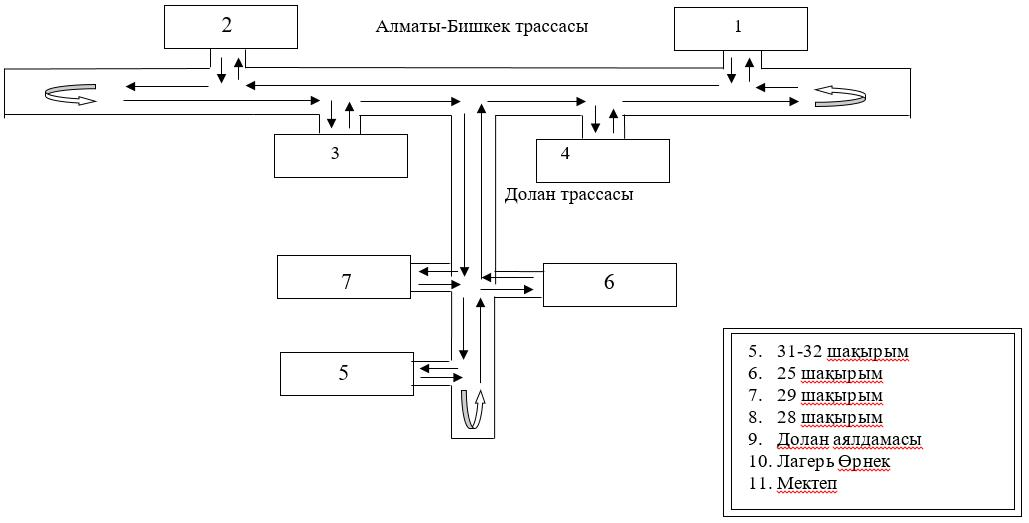 2
Алматы-Бишкек трассасы
1
3
4
Долан трассасы
7
6
5
5. 31-32 шақырым
6. 25 шақырым
7. 29 шақырым
8. 28 шақырым
9. Долан аялдамасы
10. Лагерь Өрнек
11. Мектеп